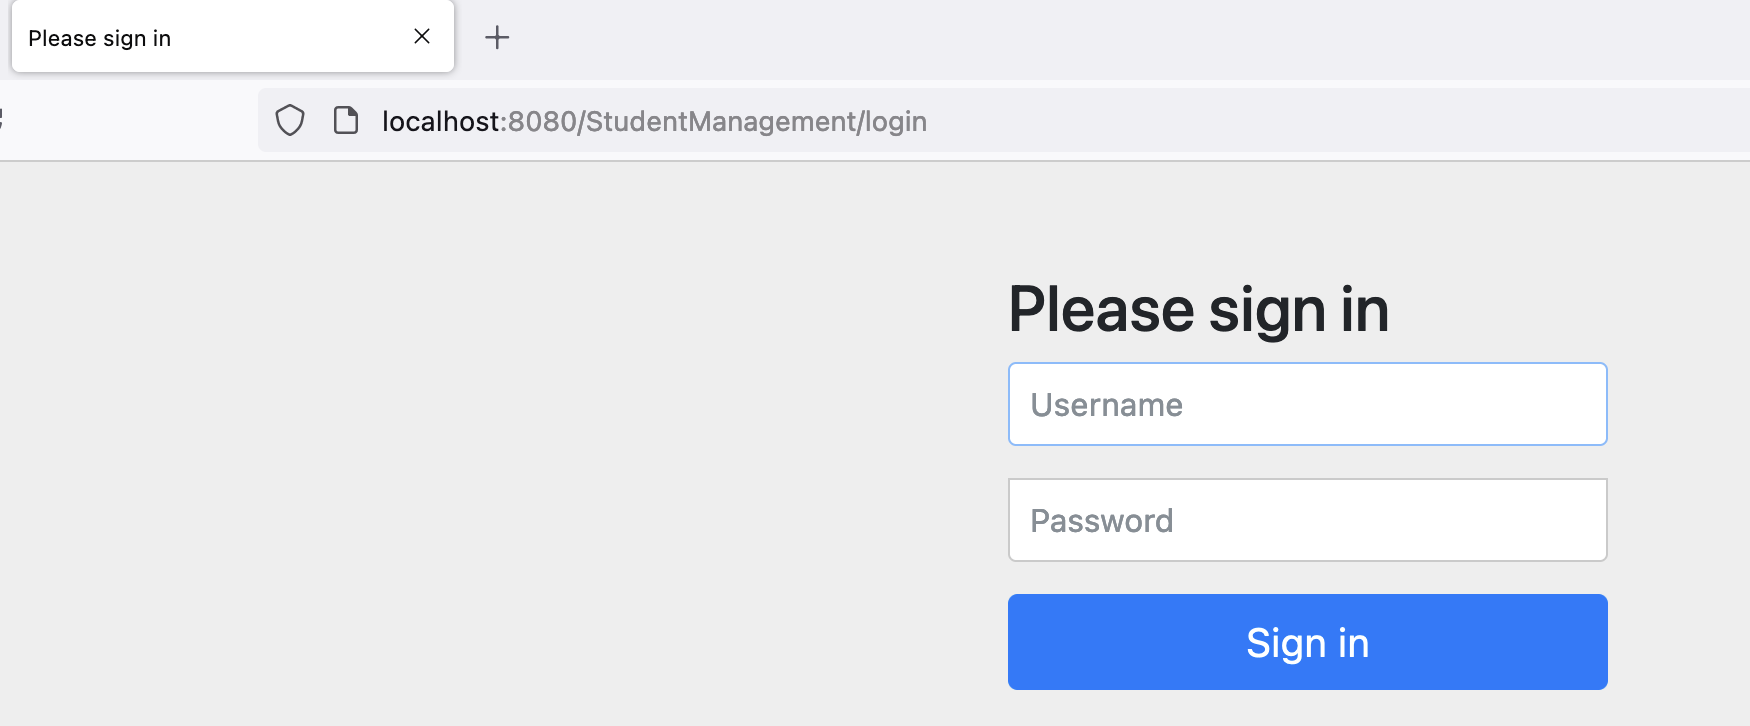 Please sign in
localhost:8080/StudentManagement/login
Please sign in
Username
Password
Sign in